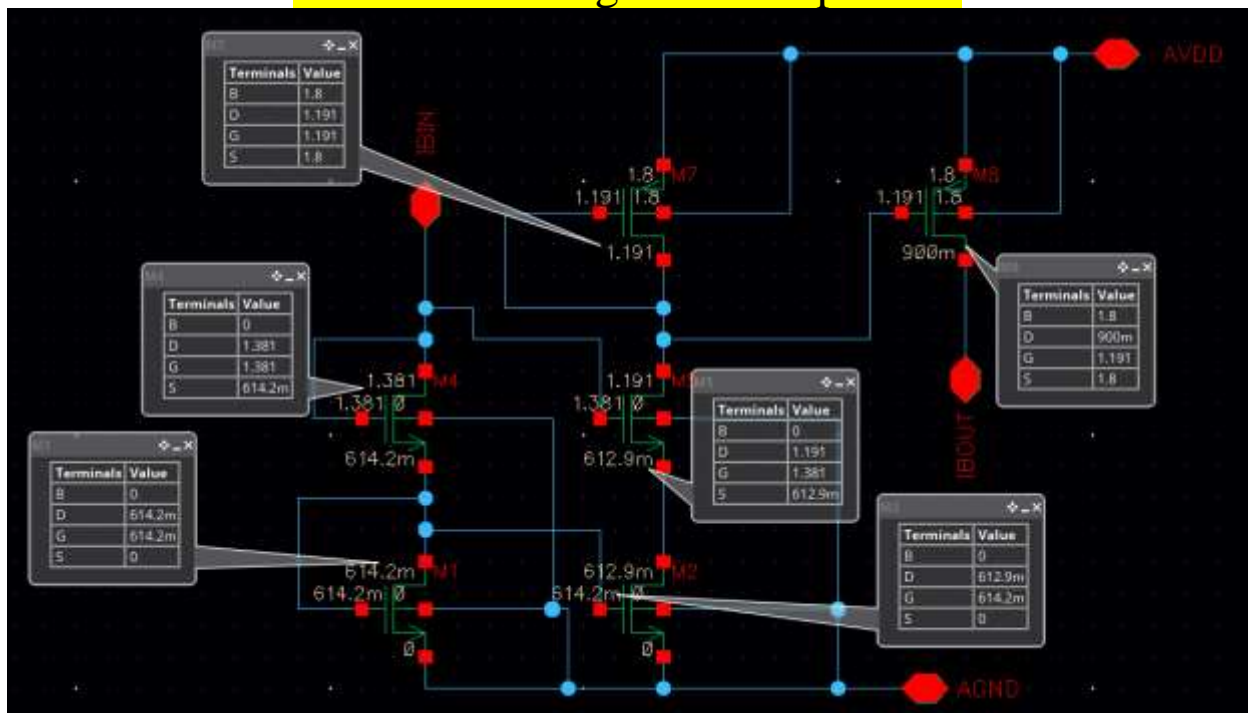 Terminals Value
B 1.8
D 1.191
G 1.191
S 1.8
AVDD
IBIN
1.8 M7
1.191 1.8
1.191
1.8
1.191 1.8
900m
Terminals Value
B 1.8
D 900m
G 1.191
S 1.8
Terminals Value
B 0
D 1.381
G 1.381
S 614.2m
1.381 M4
1.381 0
614.2m
1.191
1.381 0
612.9m
Terminals Value
B 0
D 1.191
G 1.381
S 612.9m
IBOUT
Terminals Value
B 0
D 614.2m
G 614.2m
S 0
614.2m M1
614.2m 0
0
612.9m M2
614.2m 0
0
Terminals Value
B 0
D 612.9m
G 614.2m
S 0
AGND